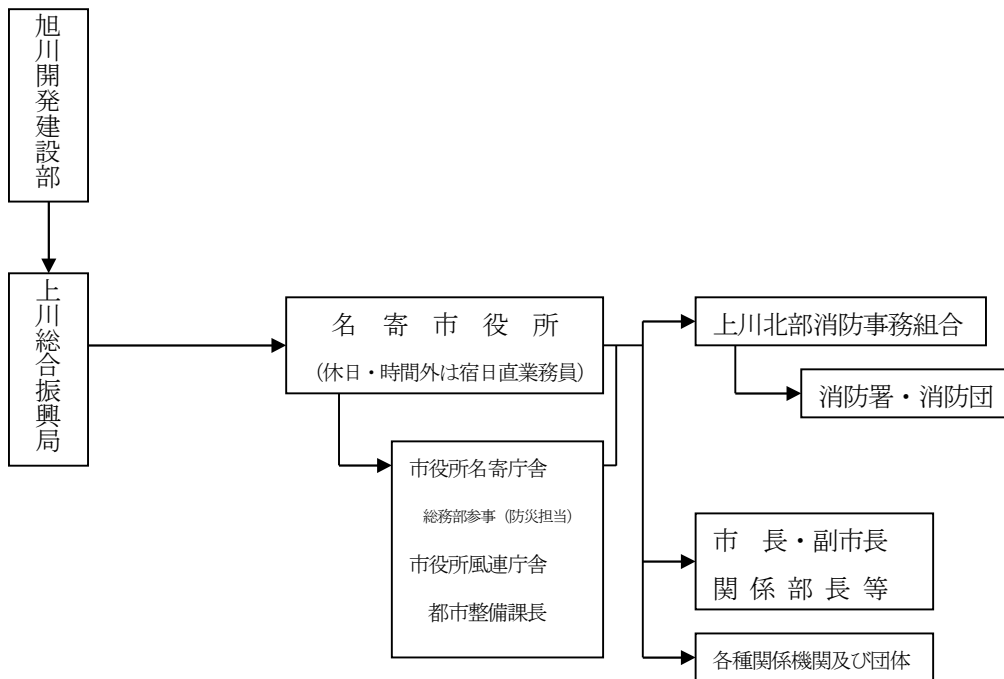 旭川開発建設部
上川総合振興局
名寄市役所
(休日・時間外は宿日直業務員)
市役所名寄庁舎
総務部参事（防災担当）
市役所風連庁舎
都市整備課長
上川北部消防事務組合
消防署・消防団
市　長・副市長
関係部長等
各種関係機関及び団体